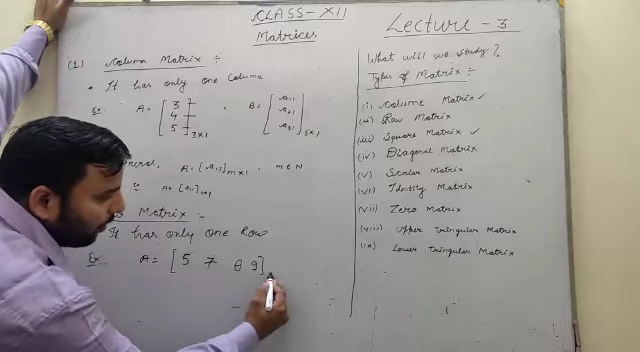 CLASS-XII
Matrices
Lecture - 3
(1) Column Matrix :-
• It has only one Column.
Ex: A = [3 4 5]3×1 , B = [a11 a21 a31]3×1
A = [ai1]m×1 , m ∈ N
A = [a11]1×1
Matrix :-
It has only one Row
Ex: A = [5 7 θ 9]
What will we study?
Types of Matrix :-
(i) Column Matrix ✓
(ii) Row Matrix
(iii) Square Matrix ✓
(iv) Diagonal Matrix
(v) Scalar Matrix
(vi) Identity Matrix
(vii) Zero Matrix
(viii) Upper Triangular Matrix
(ix) Lower Triangular Matrix